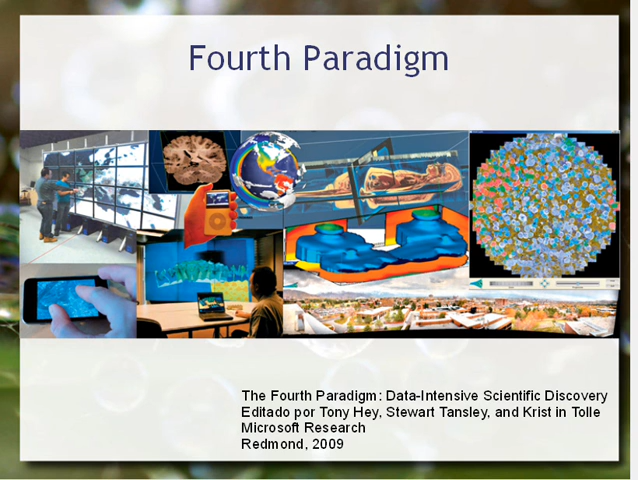 Fourth Paradigm
The Fourth Paradigm: Data-Intensive Scientific Discovery
Editado por Tony Hey, Stewart Tansley, and Krist in Tolle
Microsoft Research
Redmond, 2009